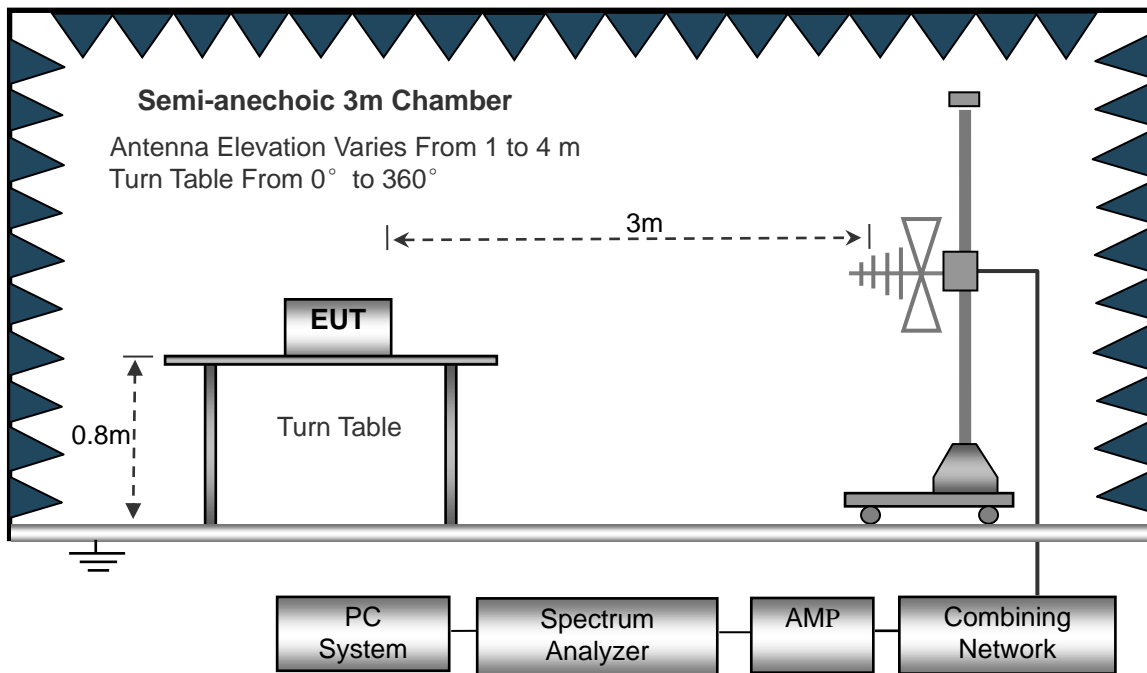 Semi-anechoic 3m Chamber
Antenna Elevation Varies From 1 to 4 m
Turn Table From 0° to 360°
3m
EUT
0.8m
Turn Table
PC
System
Spectrum
Analyzer
AMP
Combining
Network